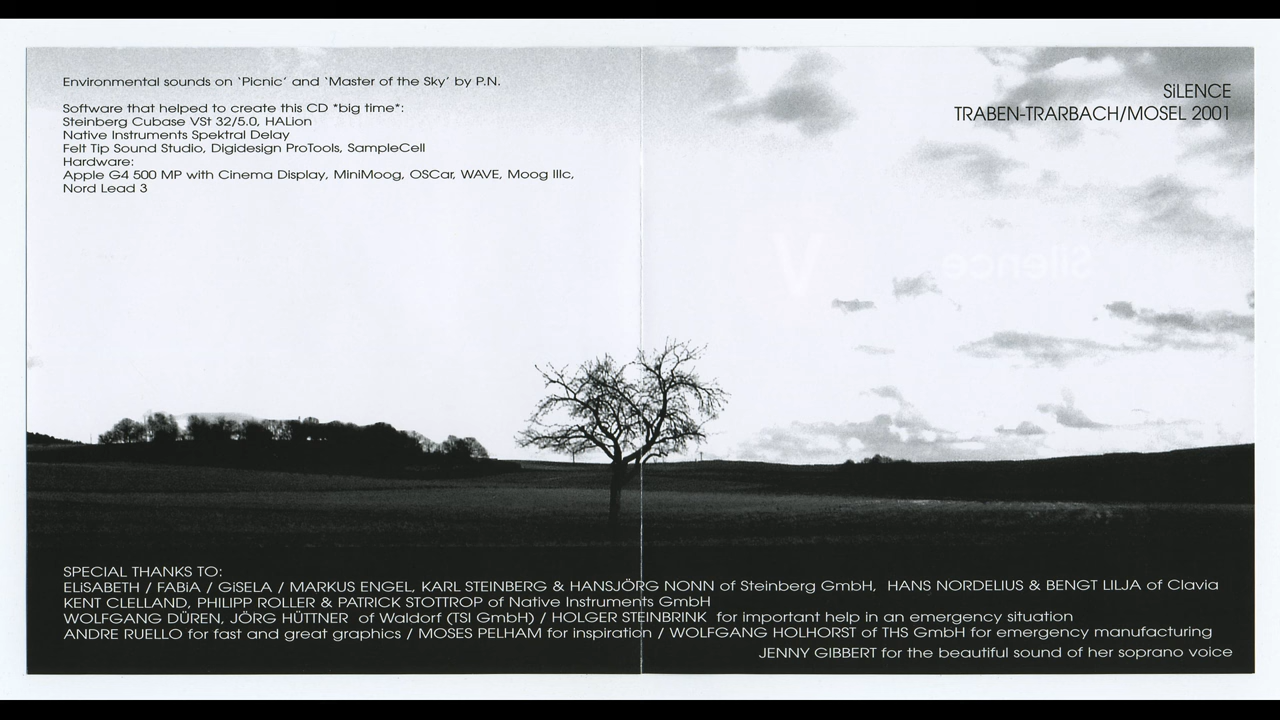 Environmental sounds on ‘Picnic’ and ‘Master of the Sky’ by P.N.
Software that helped to create this CD *big time*:
Steinberg Cubase VSt 32/5.0, HALion
Native Instruments Spektral Delay
Felt Tip Sound Studio, Digidesign ProTools, SampleCell
Hardware:
Apple G4 500 MP with Cinema Display, MiniMoog, OSCar, WAVE, Moog IIIc,
Nord Lead 3
SiLENCE
TRABEN-TRARBACH/MOSEL 2001
V
Silence
SPECIAL THANKS TO:
ELiSABETH / FABiA / GiSELA / MARKUS ENGEL, KARL STEINBERG & HANSJÖRG NONN of Steinberg GmbH, HANS NORDELIUS & BENGT LILJA of Clavia
KENT CLELLAND, PHILIPP ROLLER & PATRICK STOTTROP of Native Instruments GmbH
WOLFGANG DÜREN, JÖRG HÜTTNER of Waldorf (TSI GmbH) / HOLGER STEINBRINK for important help in an emergency situation
ANDRE RUELLO for fast and great graphics / MOSES PELHAM for inspiration / WOLFGANG HOLHORST of THS GmbH for emergency manufacturing
JENNY GIBBERT for the beautiful sound of her soprano voice